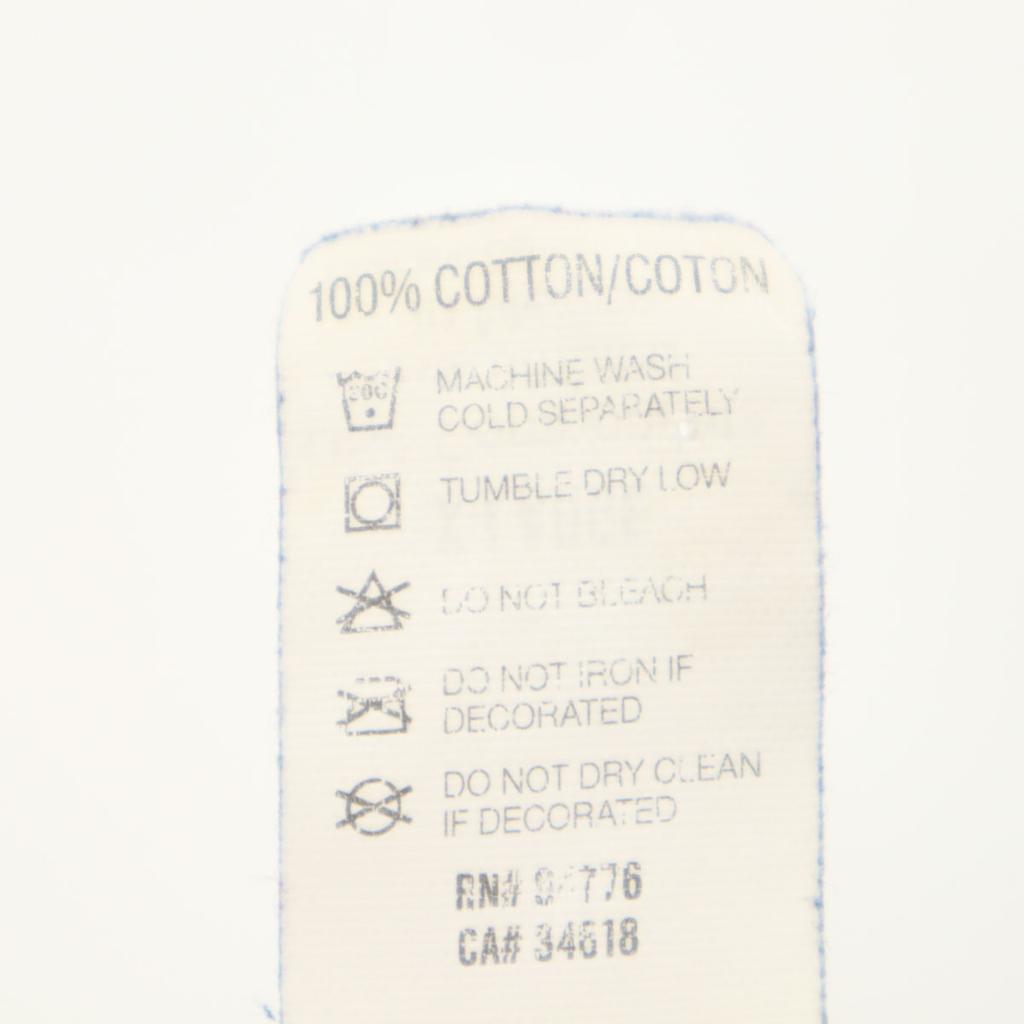 100% COTTON/COTON
30C
MACHINE WASH
COLD SEPARATELY
TUMBLE DRY LOW
DO NOT BLEACH
DO NOT IRON IF
DECORATED
DO NOT DRY CLEAN
IF DECORATED
RN#
CA# 34618